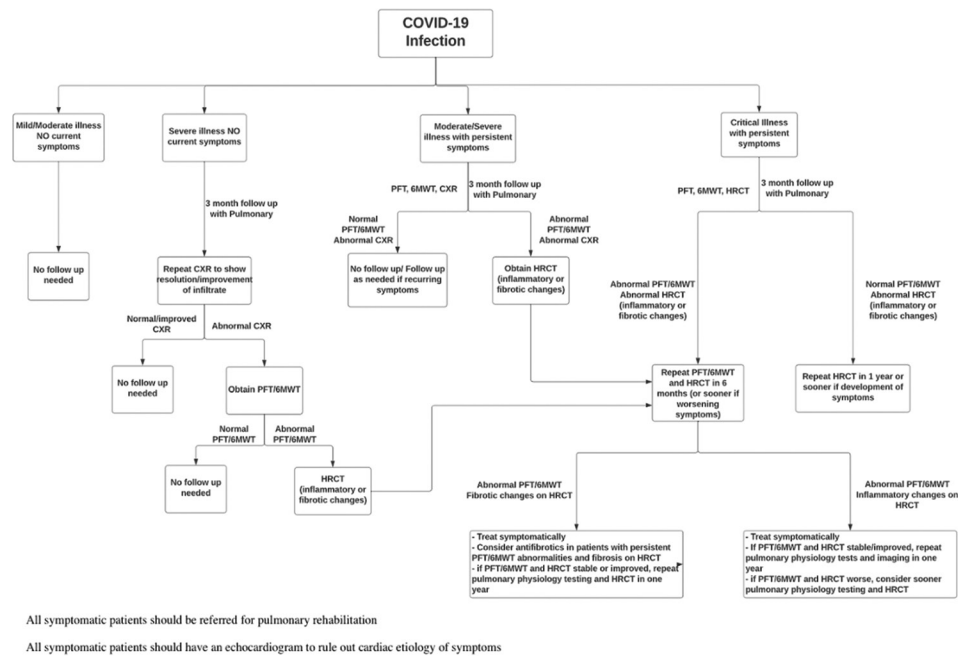 COVID-19
Infection
Mild/Moderate illness
NO current
symptoms
Severe illness NO
current symptoms
Moderate/Severe
illness with persistent
symptoms
Critical Illness
with persistent
symptoms
3 month follow up
with Pulmonary
PFT, 6MWT, CXR
3 month follow up
with Pulmonary
PFT, 6MWT, HRCT
3 month follow up
with Pulmonary
No follow up
needed
Repeat CXR to show
resolution/improvement
of infiltrate
Normal
PFT/6MWT
Abnormal CXR
Abnormal
PFT/6MWT
Abnormal CXR
No follow up/ Follow up
as needed if recurring
symptoms
Obtain HRCT
(inflammatory or
fibrotic changes)
Abnormal PFT/6MWT
Abnormal HRCT
(inflammatory or
fibrotic changes)
Normal PFT/6MWT
Abnormal HRCT
(inflammatory or
fibrotic changes)
Normal/improved
CXR
Abnormal CXR
No follow up
needed
Obtain PFT/6MWT
Repeat PFT/6MWT
and HRCT in 6
months (or sooner if
worsening
symptoms)
Repeat HRCT in 1 year or
sooner if development of
symptoms
Normal
PFT/6MWT
Abnormal
PFT/6MWT
No follow up
needed
HRCT
(inflammatory or
fibrotic changes)
Abnormal PFT/6MWT
Fibrotic changes on HRCT
Abnormal PFT/6MWT
Inflammatory changes on
HRCT
- Treat symptomatically
- Consider antifibrotics in patients with persistent
PFT/6MWT abnormalities and fibrosis on HRCT
- if PFT/6MWT and HRCT stable or improved, repeat
pulmonary physiology testing and HRCT in one
year
- Treat symptomatically
- If PFT/6MWT and HRCT stable/improved, repeat
pulmonary physiology tests and imaging in one
year
- if PFT/6MWT and HRCT worse, consider sooner
pulmonary physiology testing and HRCT
All symptomatic patients should be referred for pulmonary rehabilitation
All symptomatic patients should have an echocardiogram to rule out cardiac etiology of symptoms